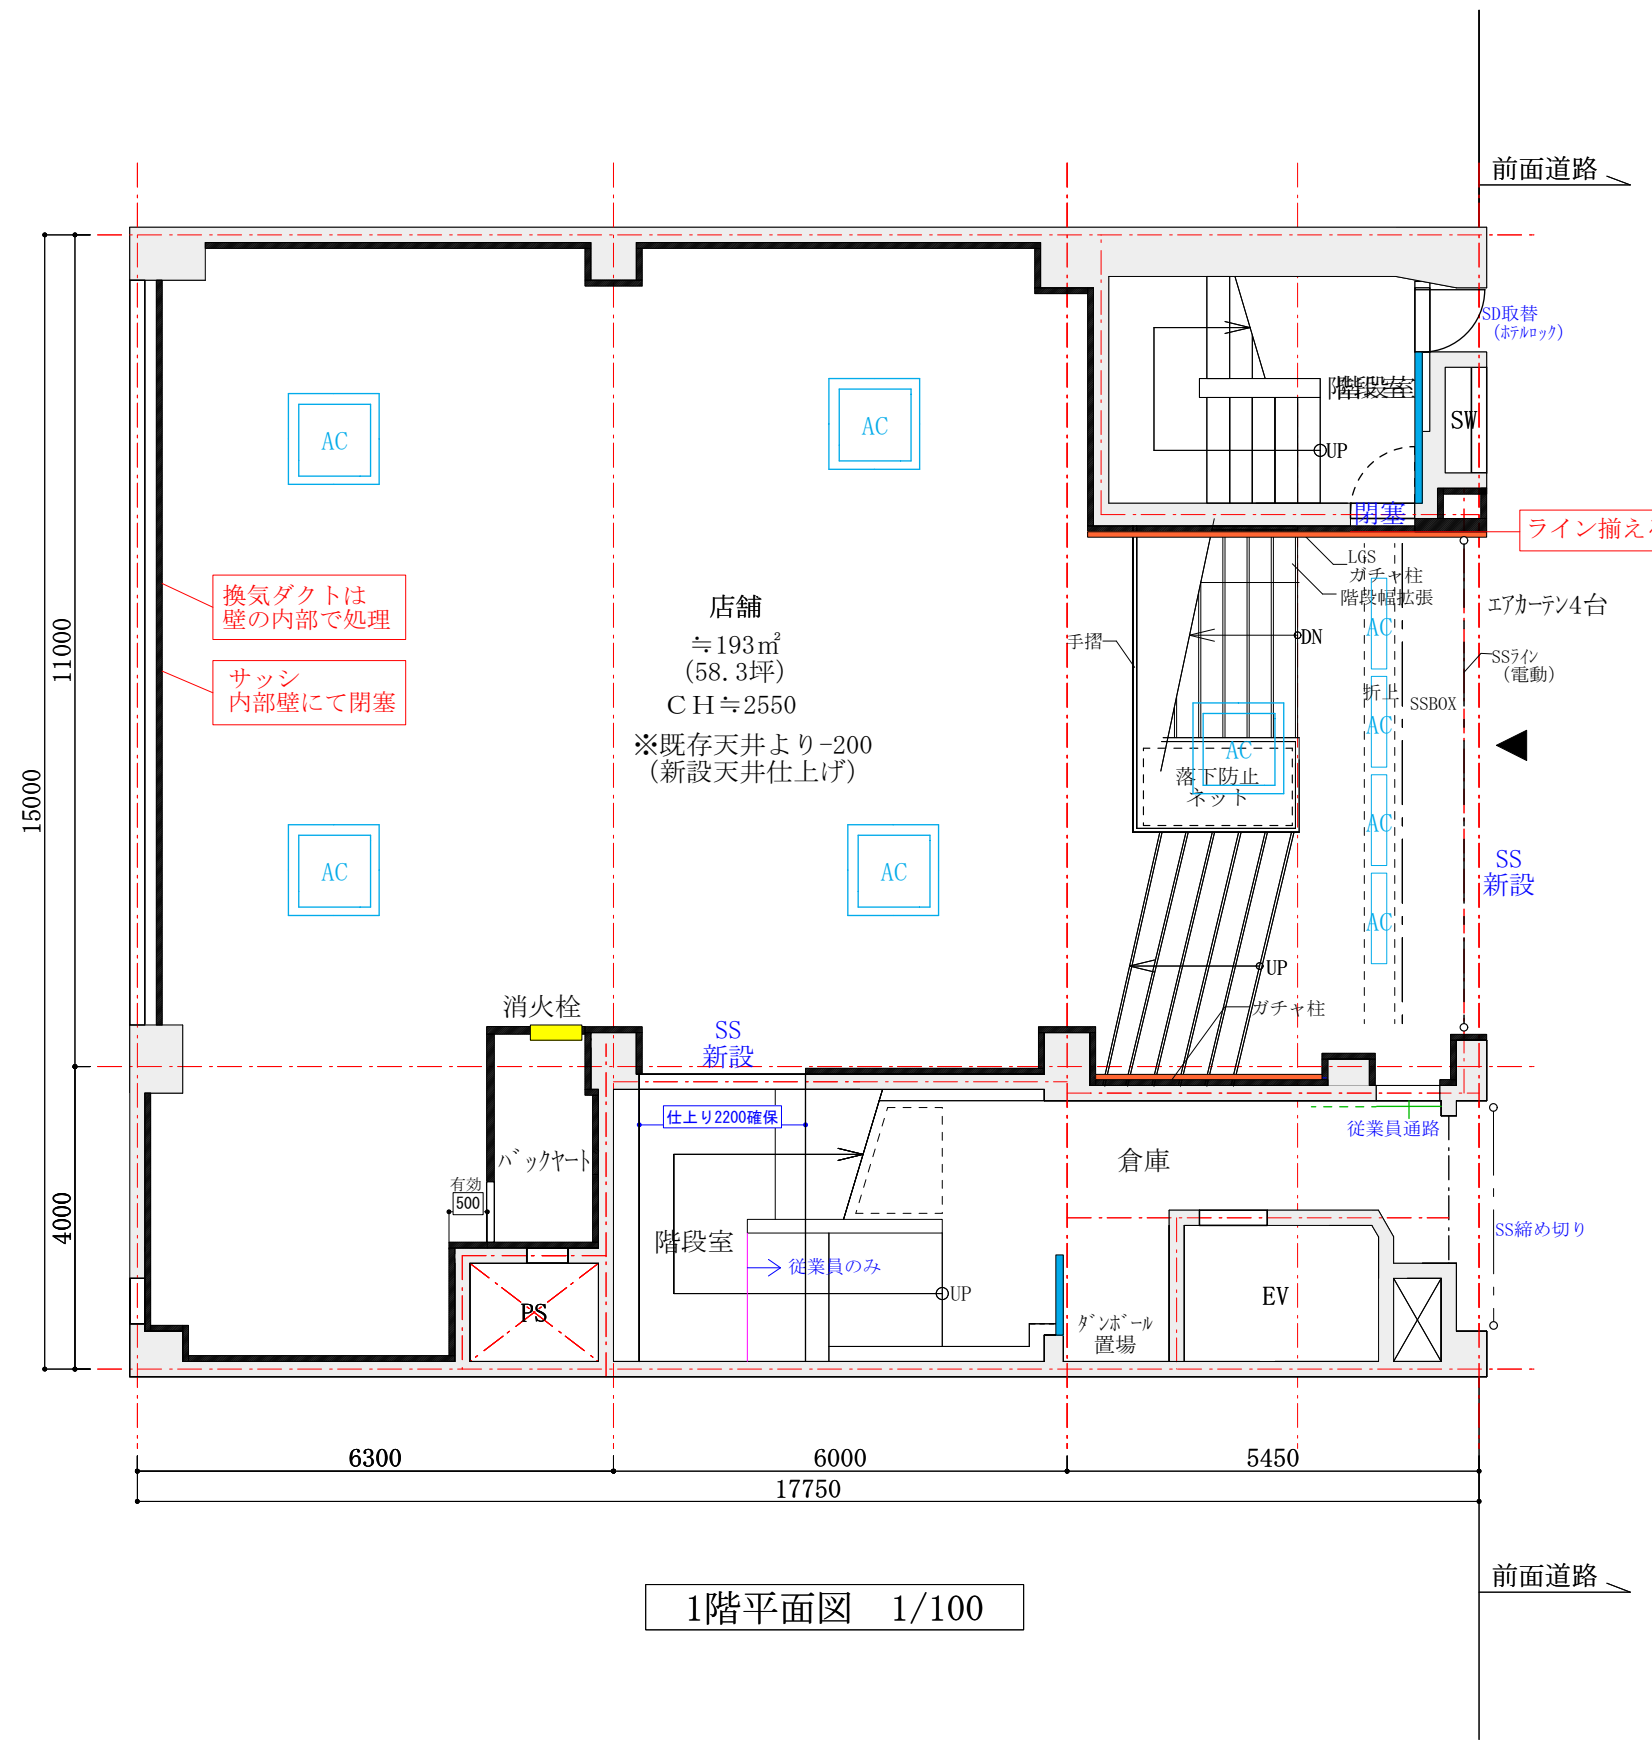 前面道路
SD取替
(ホテルロック)
階段室
SW
AC
AC
UP
閉塞
ライン揃え
LGS
ガチャ柱
階段幅拡張
換気ダクトは
壁の内部で処理
店舗
≒193㎡
(58.3坪)
CH≒2550
※既存天井より-200
(新設天井仕上げ)
サッシ
内部壁にて閉塞
手摺
DN
AC
エアカーテン4台
SSライン
(電動)
折上
SSBOX
AC
AC
落下防止
ネット
AC
AC
AC
AC
SS
新設
UP
ガチャ柱
消火栓
SS
新設
11000
15000
4000
仕上り2200確保
従業員通路
バックヤート
倉庫
有効
500
階段室
従業員のみ
SS締め切り
UP
PS
EV
ダンボール
置場
6300
6000
5450
17750
前面道路
1階平面図 1/100